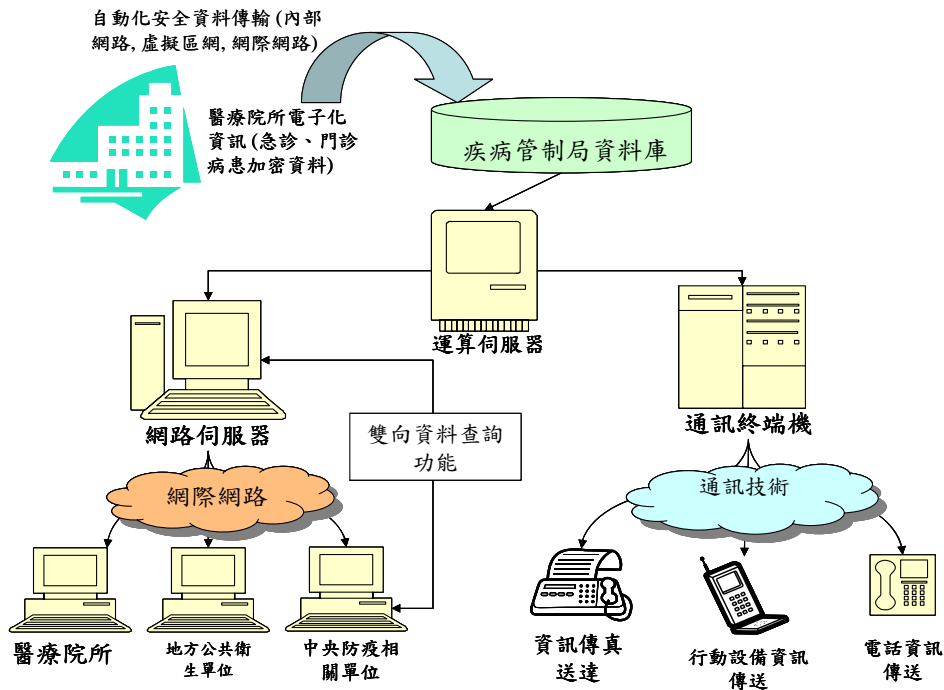 自動化安全資料傳輸(內部
網路, 虛擬區網, 網際網路)
醫療院所電子化
資訊(急診、門診
病患加密資料)
疾病管制局資料庫
運算伺服器
網路伺服器
雙向資料查詢
功能
通訊終端機
網際網路
通訊技術
醫療院所
地方公共衛
生單位
中央防疫相
關單位
資訊傳真
送達
行動設備資訊
傳送
電話資訊
傳送